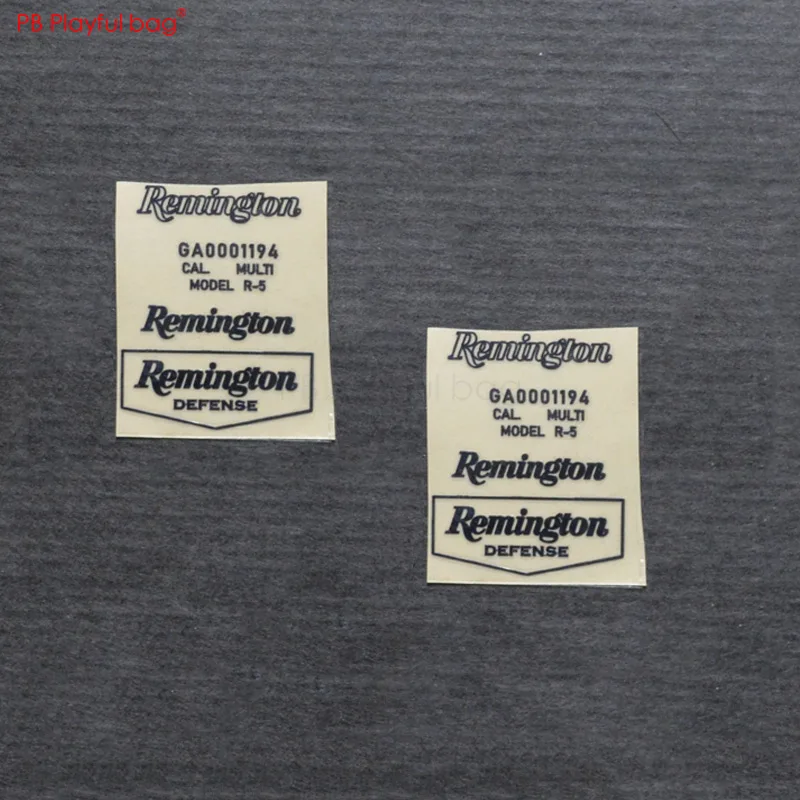 PB Playful bag®
Remington
GA0001194
CAL. MULTI
MODEL R-5
Remington
Remington
DEFENSE
Remington
GA0001194
CAL. MULTI
MODEL R-5
Remington
Remington
DEFENSE